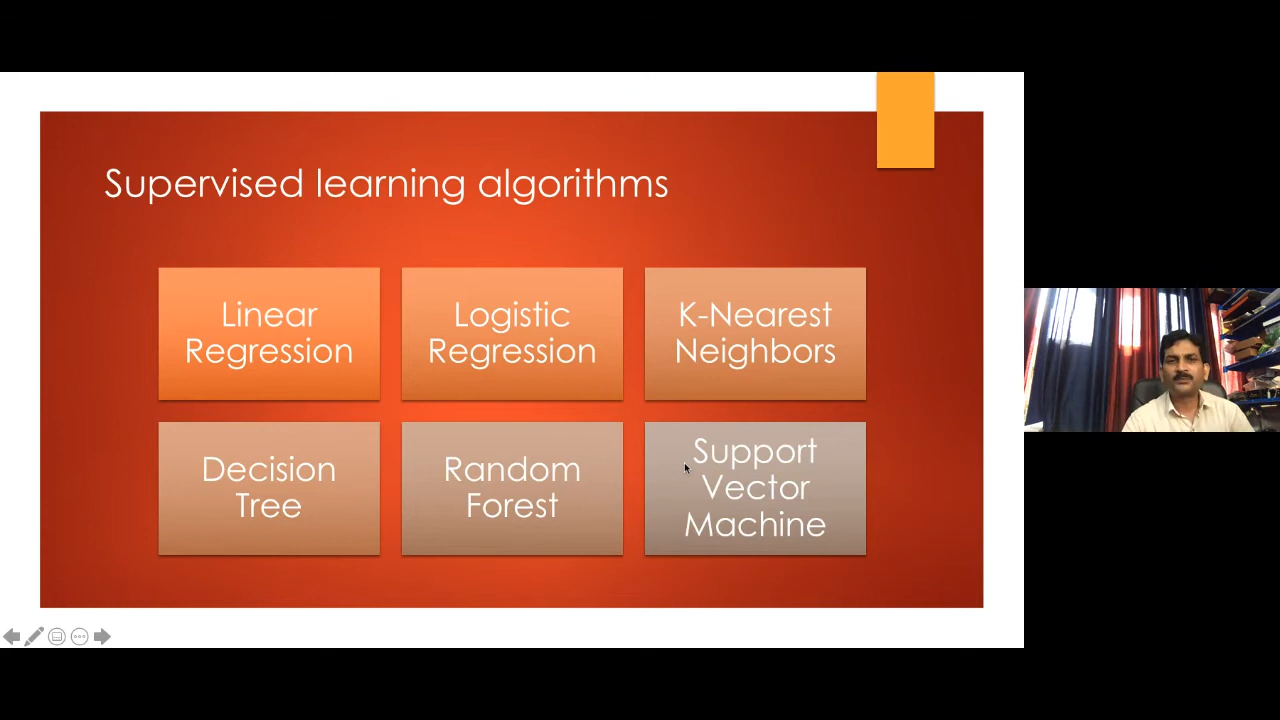 Supervised learning algorithms
Linear
Regression
Logistic
Regression
K-Nearest
Neighbors
Decision
Tree
Random
Forest
Support
Vector
Machine